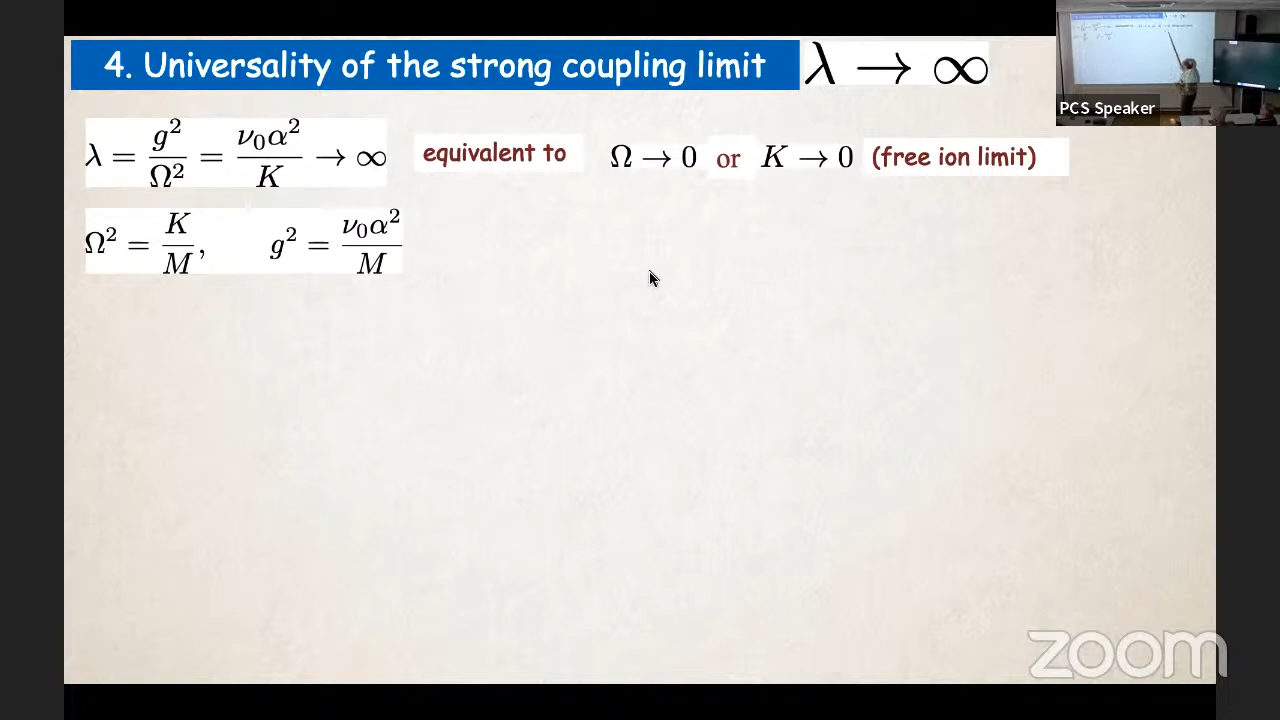 4. Universality of the strong coupling limit λ → ∞
PCS Speaker
λ = g²/Ω² = ν₀α²/K → ∞ equivalent to Ω → 0 or K → 0 (free ion limit)
Ω² = K/M, g² = ν₀α²/M
zoom